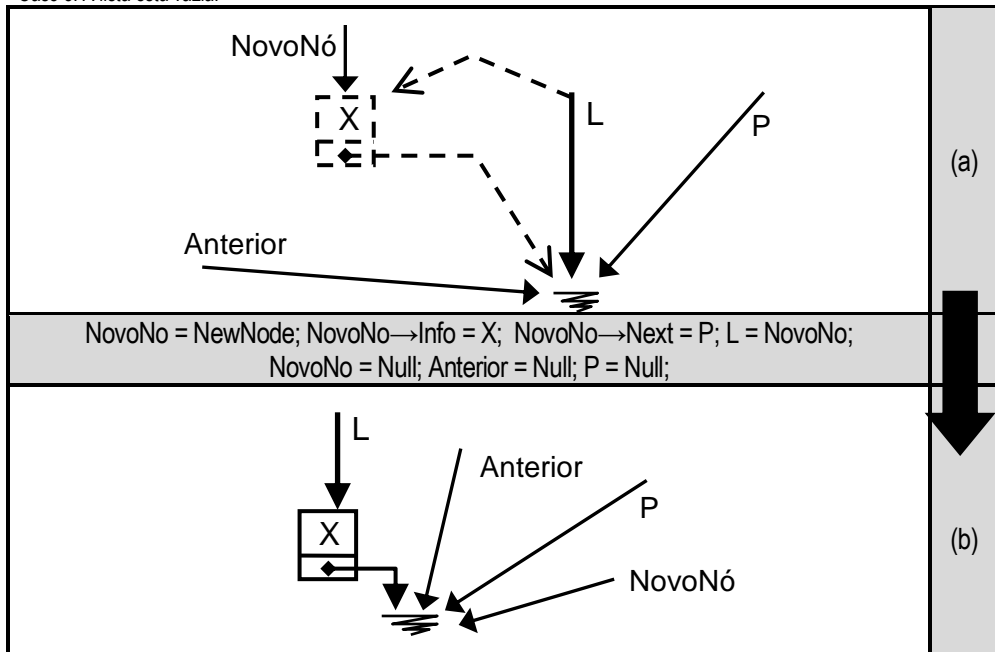 NovoNó
X
L
P
(a)
Anterior
NovoNo = NewNode; NovoNo→Info = X; NovoNo→Next = P; L = NovoNo;
NovoNo = Null; Anterior = Null; P = Null;
L
Anterior
P
X
(b)
NovoNó